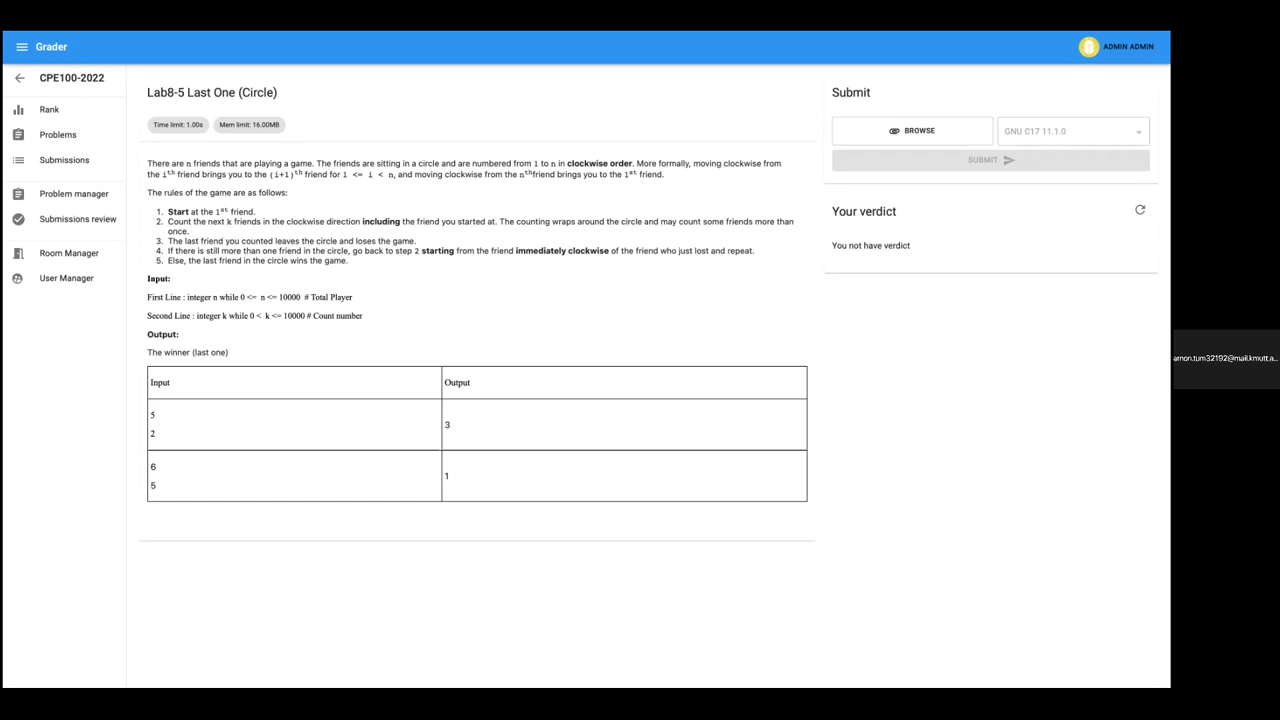 Grader
ADMIN ADMIN
CPE100-2022
Rank
Problems
Submissions
Problem manager
Submissions review
Room Manager
User Manager
Lab8-5 Last One (Circle)
Time limit: 1.00s
Mem limit: 16.00MB
There are n friends that are playing a game. The friends are sitting in a circle and are numbered from 1 to n in clockwise order. More formally, moving clockwise from
the ith friend brings you to the (i+1)th friend for 1 <= i < n, and moving clockwise from the nthfriend brings you to the 1st friend.
The rules of the game are as follows:
1. Start at the 1st friend.
2. Count the next k friends in the clockwise direction including the friend you started at. The counting wraps around the circle and may count some friends more than
once.
3. The last friend you counted leaves the circle and loses the game.
4. If there is still more than one friend in the circle, go back to step 2 starting from the friend immediately clockwise of the friend who just lost and repeat.
5. Else, the last friend in the circle wins the game.
Input:
First Line : integer n while 0 <= n <= 10000 # Total Player
Second Line : integer k while 0 < k <= 10000 # Count number
Output:
The winner (last one)
Input Output
5
2
3
6
5
1
Submit
BROWSE
GNU C17 11.1.0
SUBMIT
Your verdict
You not have verdict
arnon.tum32192@mail.kmutt.a...